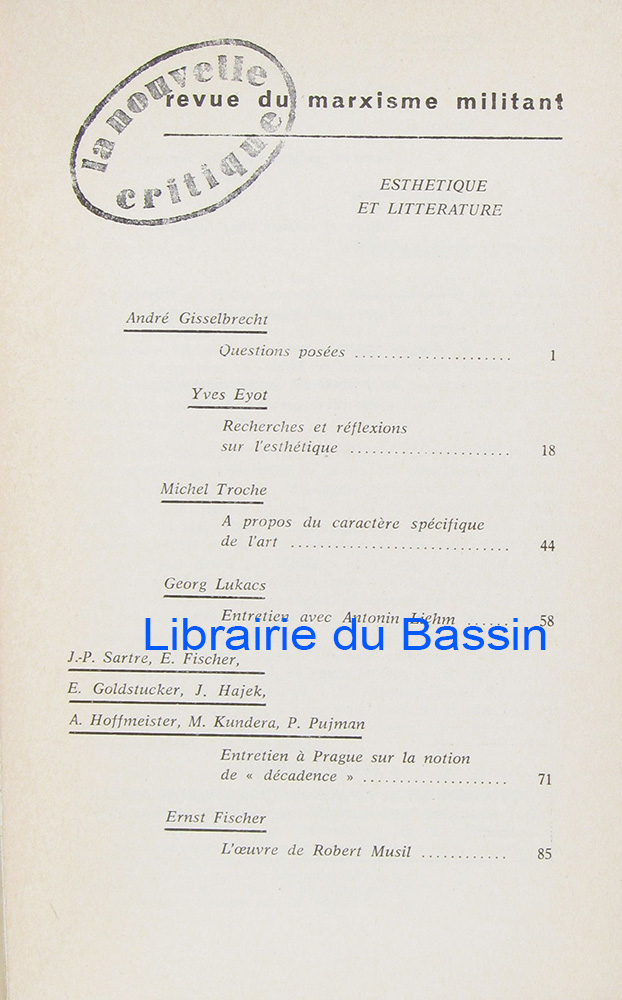 la nouvelle
critique
revue du marxisme militant
ESTHETIQUE
ET LITTERATURE
André Gisselbrecht
Questions posées ........ ............. 1
Yves Eyot
Recherches et réflexions
sur l'esthétique ....................... 18
Michel Troche
A propos du caractère spécifique
de l'art ............................... 44
Georg Lukacs
Entretien avec Antonin Liehm ...... 58
Librairie du Bassin
J.-P. Sartre, E. Fischer,
E. Goldstucker, J. Hajek,
A. Hoffmeister, M. Kundera, P. Pujman
Entretien à Prague sur la notion
de « décadence » .................... 71
Ernst Fischer
L'œuvre de Robert Musil ............ 85